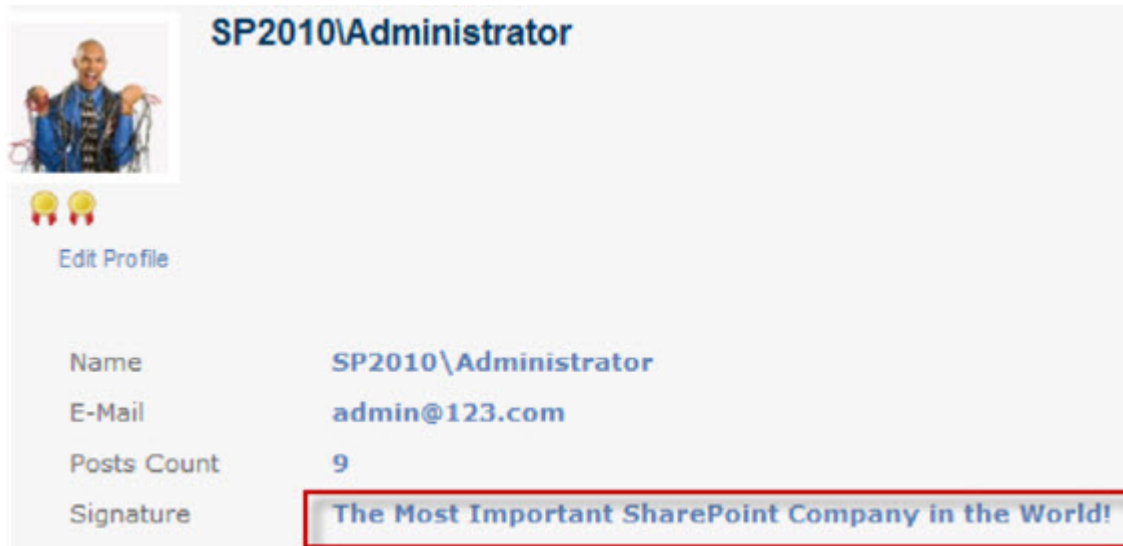 SP2010\Administrator
Edit Profile
Name SP2010\Administrator
E-Mail admin@123.com
Posts Count 9
Signature The Most Important SharePoint Company in the World!